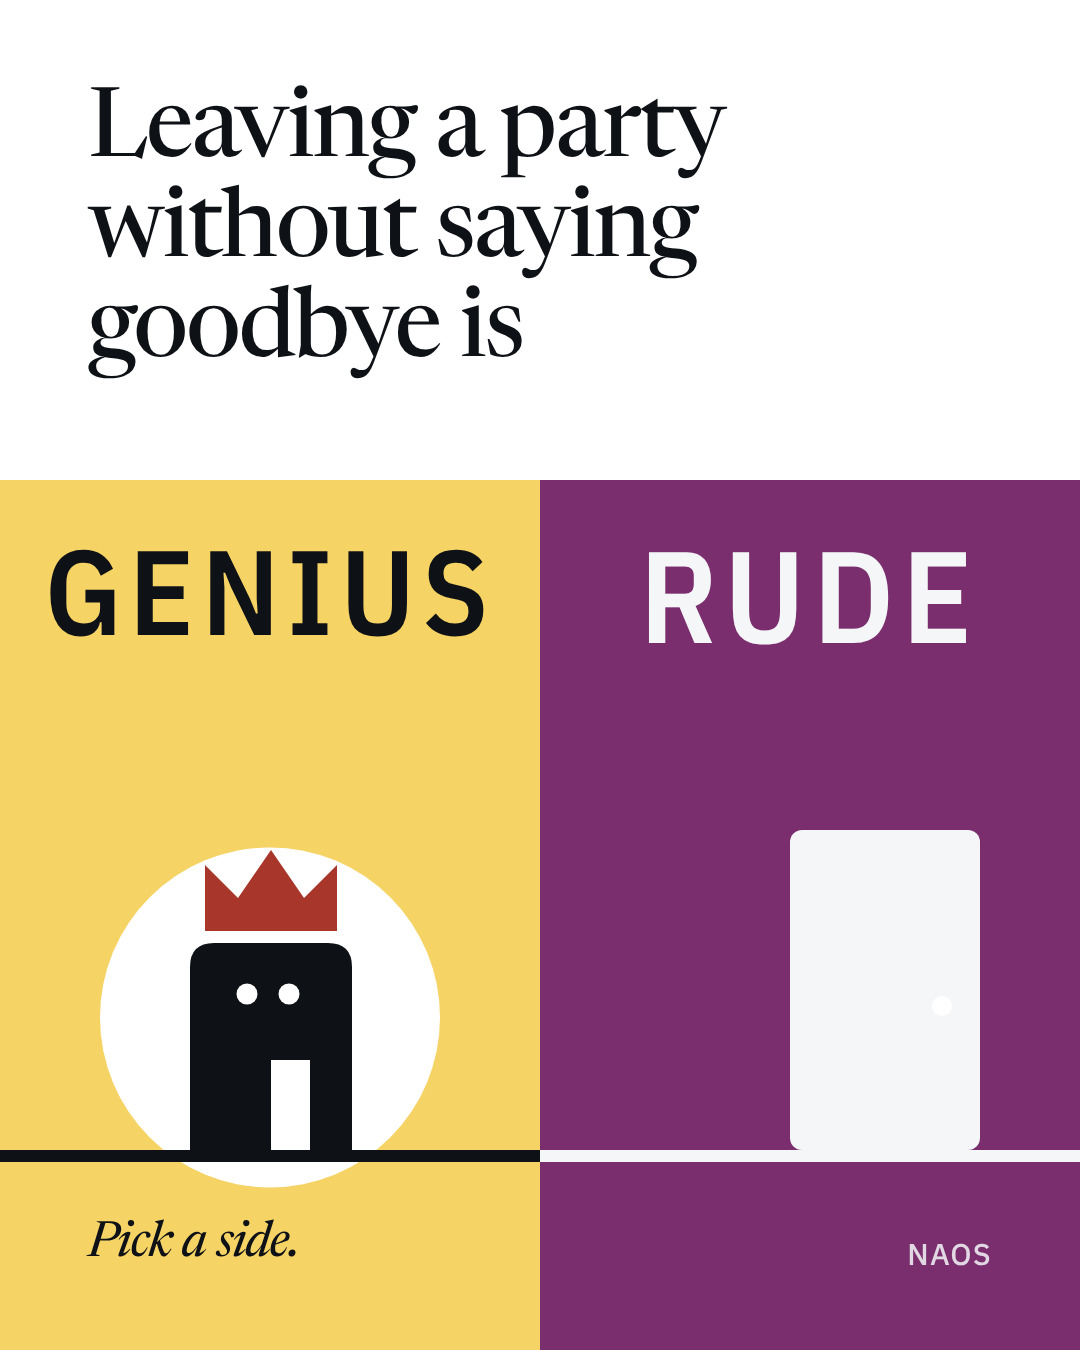 Leaving a party
without saying
goodbye is
GENIUS
RUDE
Pick a side.
NAOS